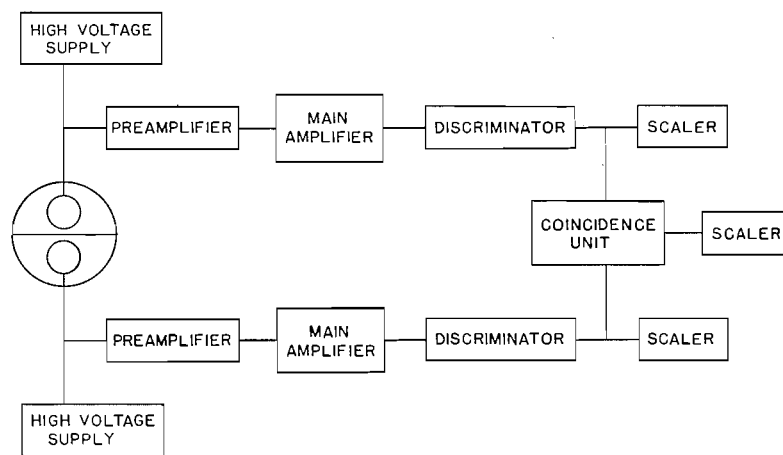 HIGH VOLTAGE
SUPPLY
PREAMPLIFIER
MAIN
AMPLIFIER
DISCRIMINATOR
SCALER
COINCIDENCE
UNIT
SCALER
PREAMPLIFIER
MAIN
AMPLIFIER
DISCRIMINATOR
SCALER
HIGH VOLTAGE
SUPPLY